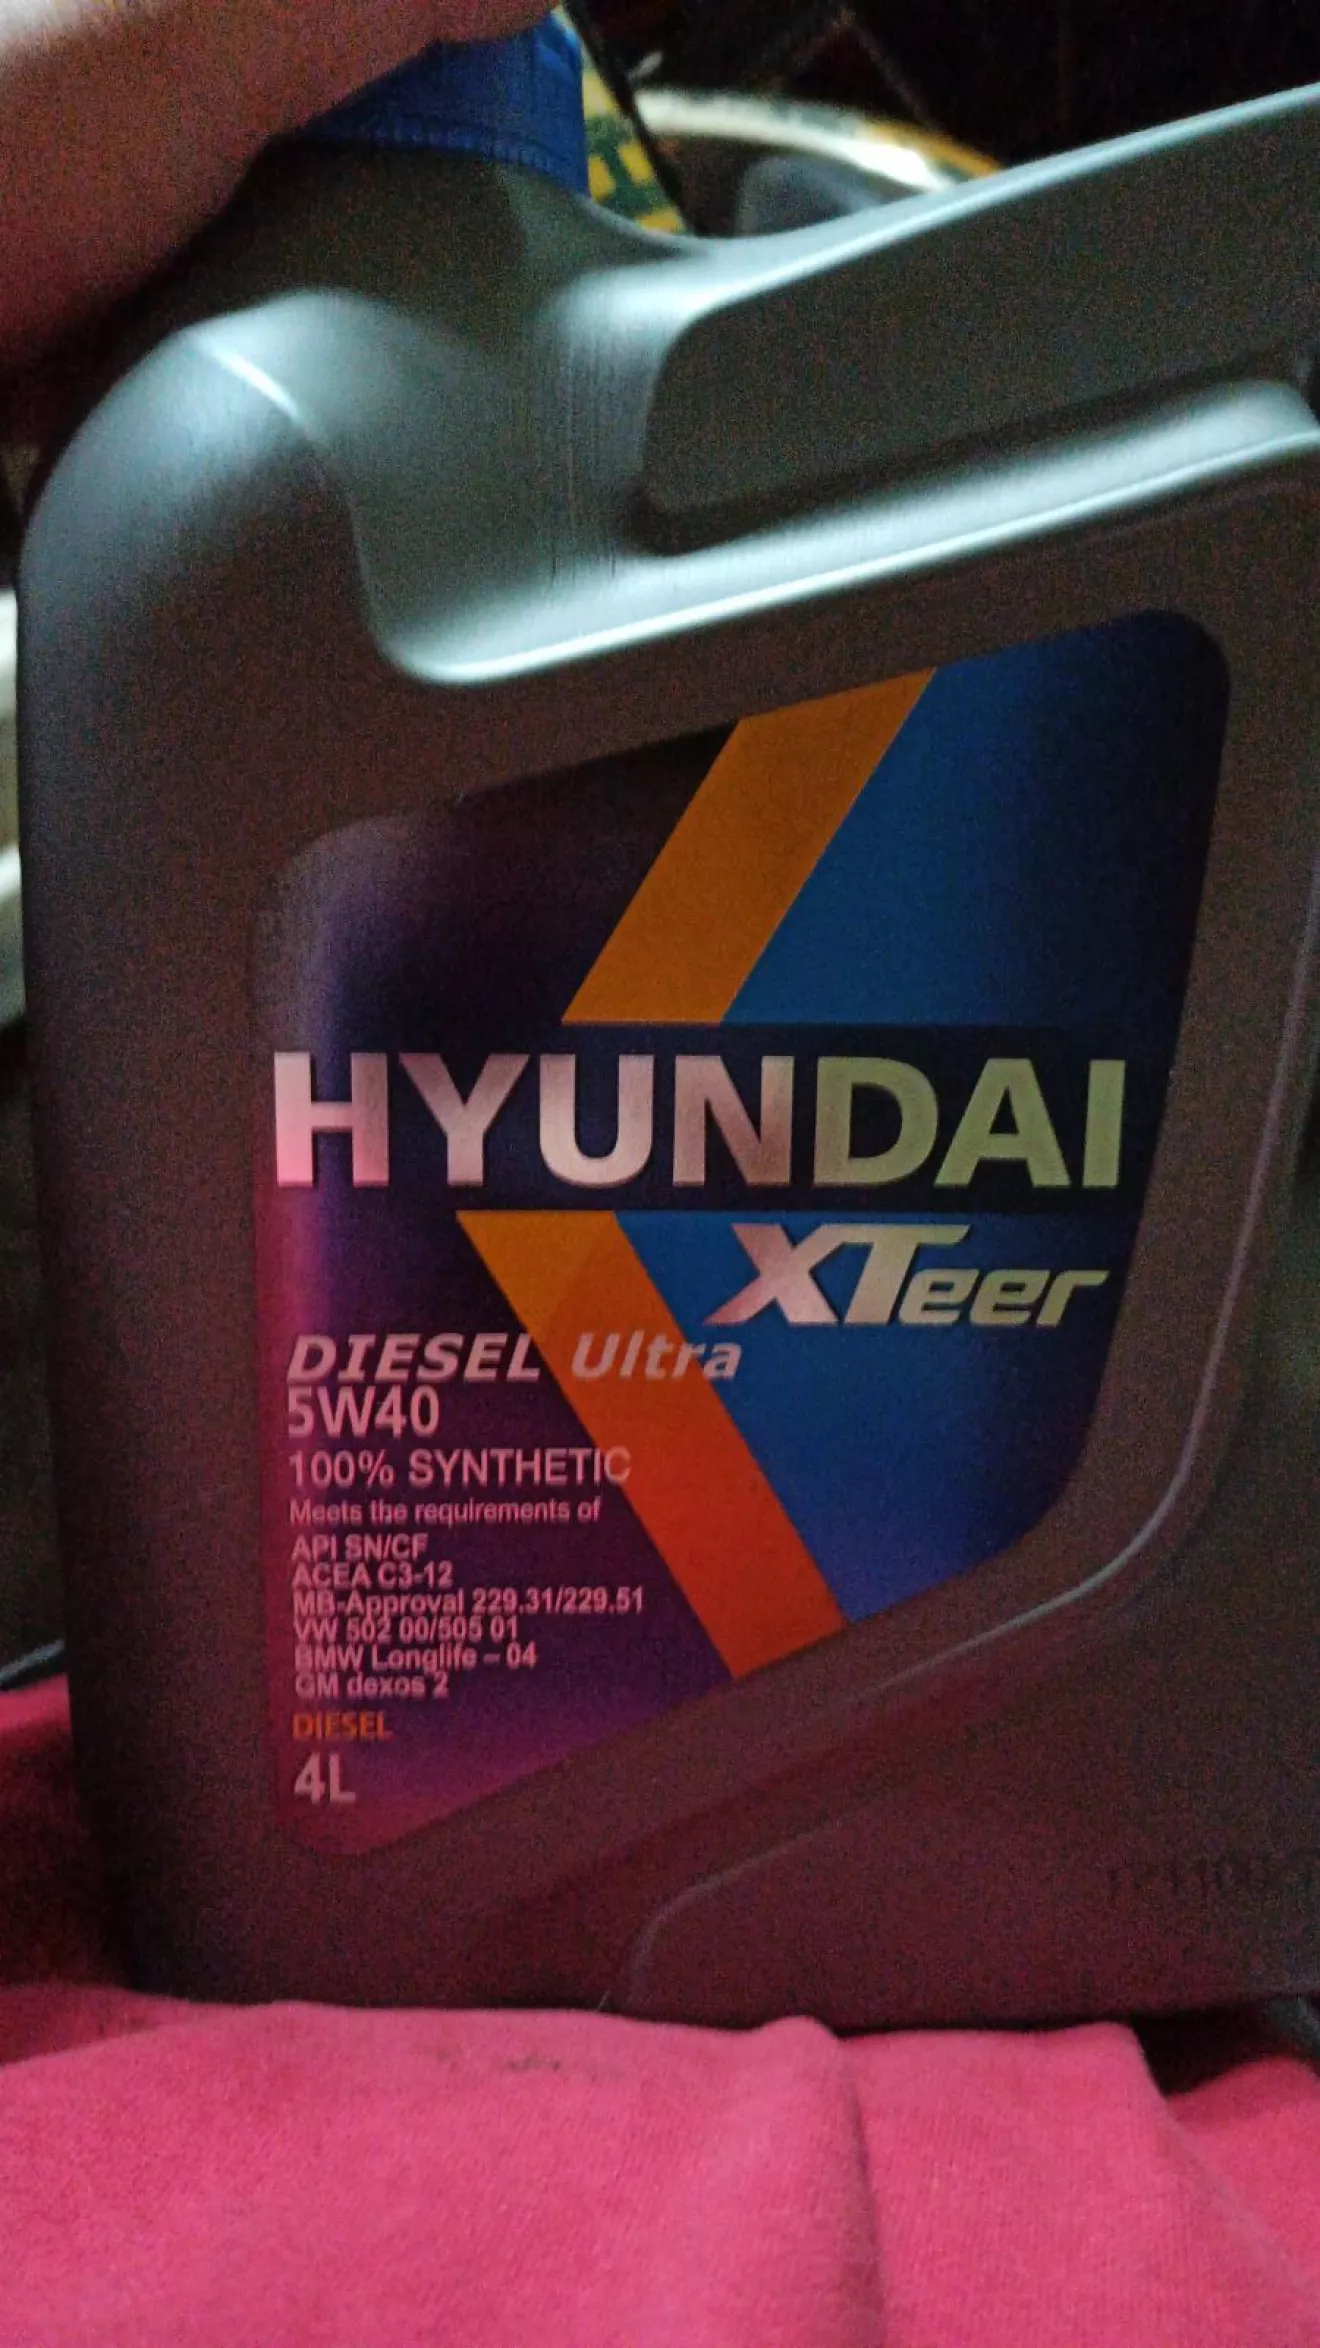 HYUNDAI
XTeer
DIESEL Ultra
5W40
100% SYNTHETIC
Meets the requirements of
API SN/CF
ACEA C3-12
MB-Approval 229.31/229.51
VW 502 00/505 01
BMW Longlife – 04
GM dexos 2
DIESEL
4L